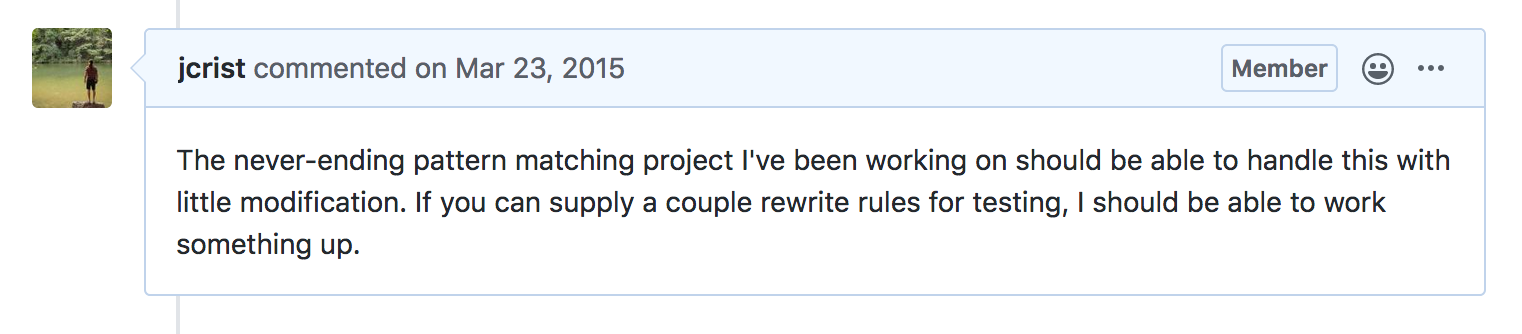 jcrist commented on Mar 23, 2015 Member
The never-ending pattern matching project I've been working on should be able to handle this with
little modification. If you can supply a couple rewrite rules for testing, I should be able to work
something up.